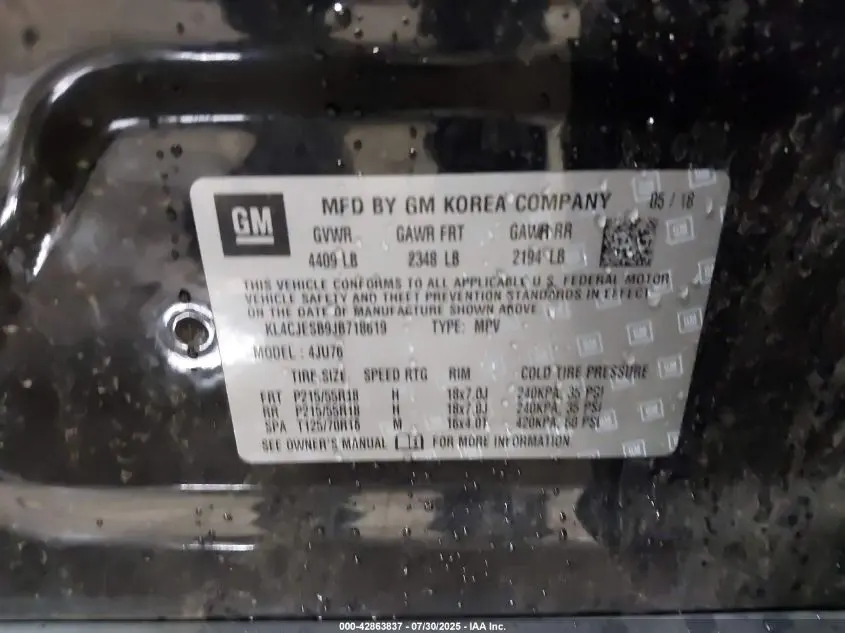 GM MFD BY GM KOREA COMPANY 05 / 18
GVWR GAWR FRT GAWR RR
4409 LB 2348 LB 2194 LB
THIS VEHICLE CONFORMS TO ALL APPLICABLE U.S. FEDERAL MOTOR
VEHICLE SAFETY AND THEFT PREVENTION STANDARDS IN EFFECT
ON THE DATE OF MANUFACTURE SHOWN ABOVE
KL4CJESB9JB718619 TYPE: MPV
MODEL : 4JU76
TIRE SIZE SPEED RTG RIM COLD TIRE PRESSURE
FRT P215/55R18 H 18x7.0J 240KPA, 35 PSI
RR P215/55R18 H 18x7.0J 240KPA, 35 PSI
SPA T125/70R16 M 16x4.0T 420KPA, 60 PSI
SEE OWNER'S MANUAL FOR MORE INFORMATION
000-42863837 - 07/30/2025 - IAA Inc.